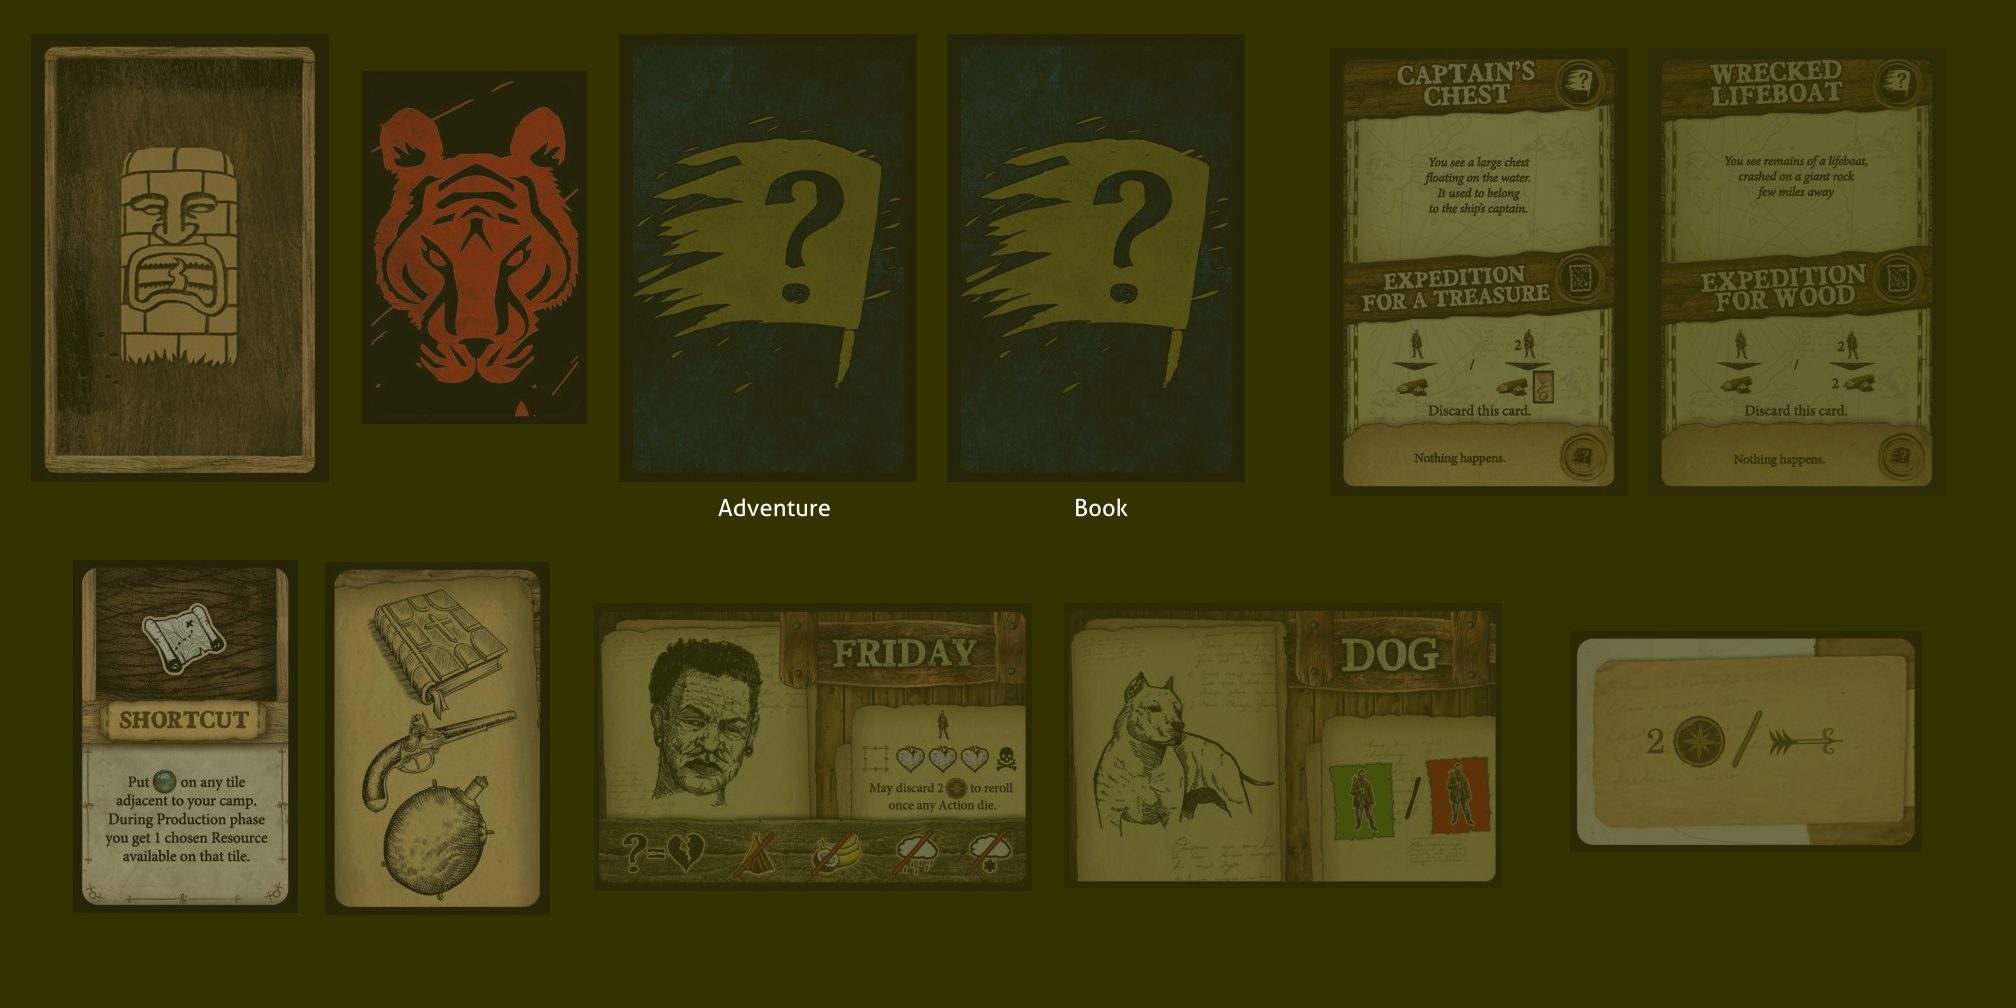 Adventure
Book
CAPTAIN'S
CHEST
You see a large chest
floating on the water.
It used to belong
to the ship's captain.
EXPEDITION
FOR A TREASURE
/
2
Discard this card.
Nothing happens.
WRECKED
LIFEBOAT
You see remains of a lifeboat,
crashed on a giant rock
few miles away
EXPEDITION
FOR WOOD
/
2
2
Discard this card.
Nothing happens.
SHORTCUT
Put on any tile
adjacent to your camp.
During Production phase
you get 1 chosen Resource
available on that tile.
FRIDAY
May discard 2 to reroll
once any Action die.
?=
DOG
/
2 /